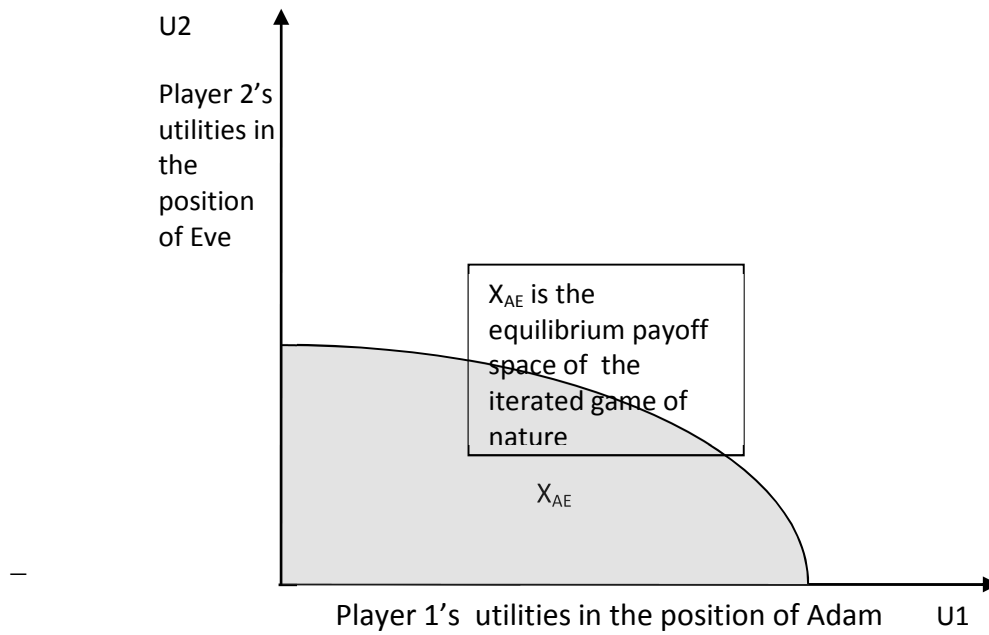 U2
Player 2’s
utilities in
the
position
of Eve
X_AE is the
equilibrium payoff
space of the
iterated game of
nature
X_AE
Player 1’s utilities in the position of Adam U1